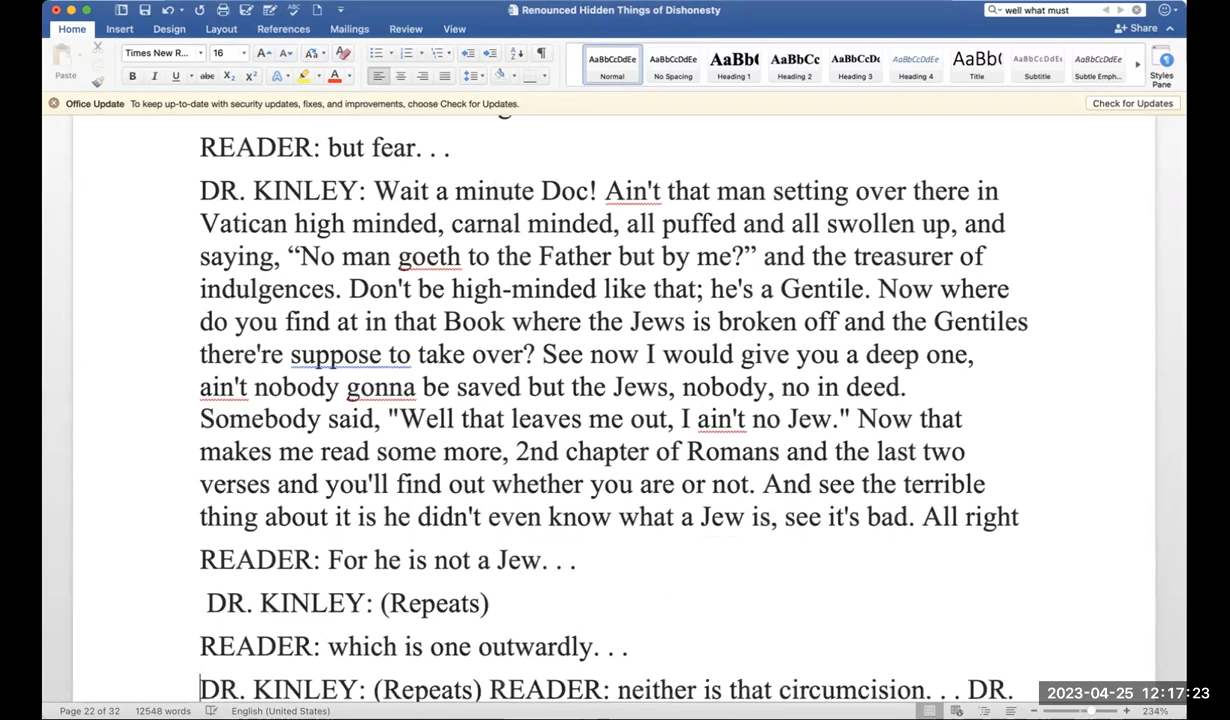 Renounced Hidden Things of Dishonesty
well what must
Home Insert Design Layout References Mailings Review View
Share
Paste
Times New R... 16
B I U abc X₂ X²
AaBbCcDdEe AaBbCcDdEe AaBbC AaBbCc AaBbCcDc AaBbCcDdEe AaBbC AaBbCcDdEe AaBbCcDdEe
Normal No Spacing Heading 1 Heading 2 Heading 3 Heading 4 Title Subtitle Subtle Emph...
Styles
Pane
Office Update To keep up-to-date with security updates, fixes, and improvements, choose Check for Updates.
Check for Updates
READER: but fear. . .
DR. KINLEY: Wait a minute Doc! Ain't that man setting over there in
Vatican high minded, carnal minded, all puffed and all swollen up, and
saying, “No man goeth to the Father but by me?” and the treasurer of
indulgences. Don't be high-minded like that; he's a Gentile. Now where
do you find at in that Book where the Jews is broken off and the Gentiles
there're suppose to take over? See now I would give you a deep one,
ain't nobody gonna be saved but the Jews, nobody, no in deed.
Somebody said, "Well that leaves me out, I ain't no Jew." Now that
makes me read some more, 2nd chapter of Romans and the last two
verses and you'll find out whether you are or not. And see the terrible
thing about it is he didn't even know what a Jew is, see it's bad. All right
READER: For he is not a Jew. . .
DR. KINLEY: (Repeats)
READER: which is one outwardly. . .
DR. KINLEY: (Repeats) READER: neither is that circumcision. . . DR.
2023-04-25 12:17:23
Page 22 of 32 12548 words English (United States) 234%